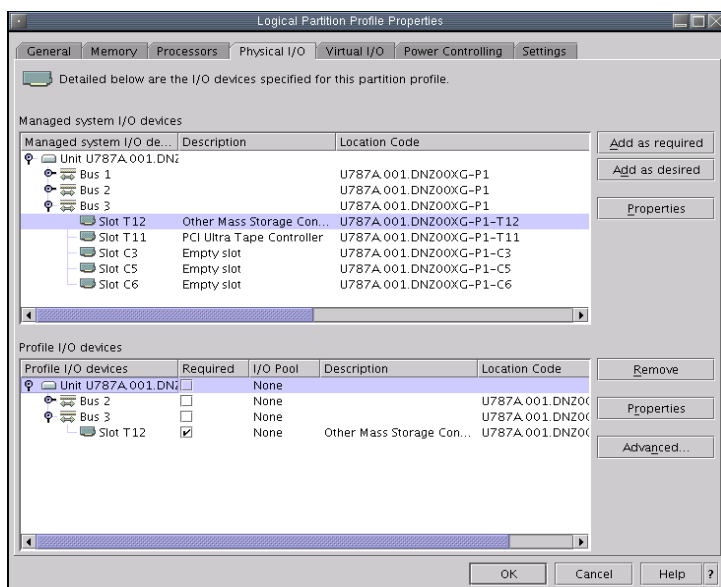 Logical Partition Profile Properties
General Memory Processors Physical I/O Virtual I/O Power Controlling Settings
Detailed below are the I/O devices specified for this partition profile.
Managed system I/O devices
Managed system I/O de... Description Location Code
Unit U787A.001.DNZ
Bus 1 U787A.001.DNZ00XG-P1
Bus 2 U787A.001.DNZ00XG-P1
Bus 3 U787A.001.DNZ00XG-P1
Slot T12 Other Mass Storage Con... U787A.001.DNZ00XG-P1-T12
Slot T11 PCI Ultra Tape Controller U787A.001.DNZ00XG-P1-T11
Slot C3 Empty slot U787A.001.DNZ00XG-P1-C3
Slot C5 Empty slot U787A.001.DNZ00XG-P1-C5
Slot C6 Empty slot U787A.001.DNZ00XG-P1-C6
Add as required
Add as desired
Properties
Profile I/O devices
Profile I/O devices Required I/O Pool Description Location Code
Unit U787A.001.DNZ None
Bus 2 None U787A.001.DNZ00
Bus 3 None U787A.001.DNZ00
Slot T12 None Other Mass Storage Con... U787A.001.DNZ00
Remove
Properties
Advanced...
OK Cancel Help ?